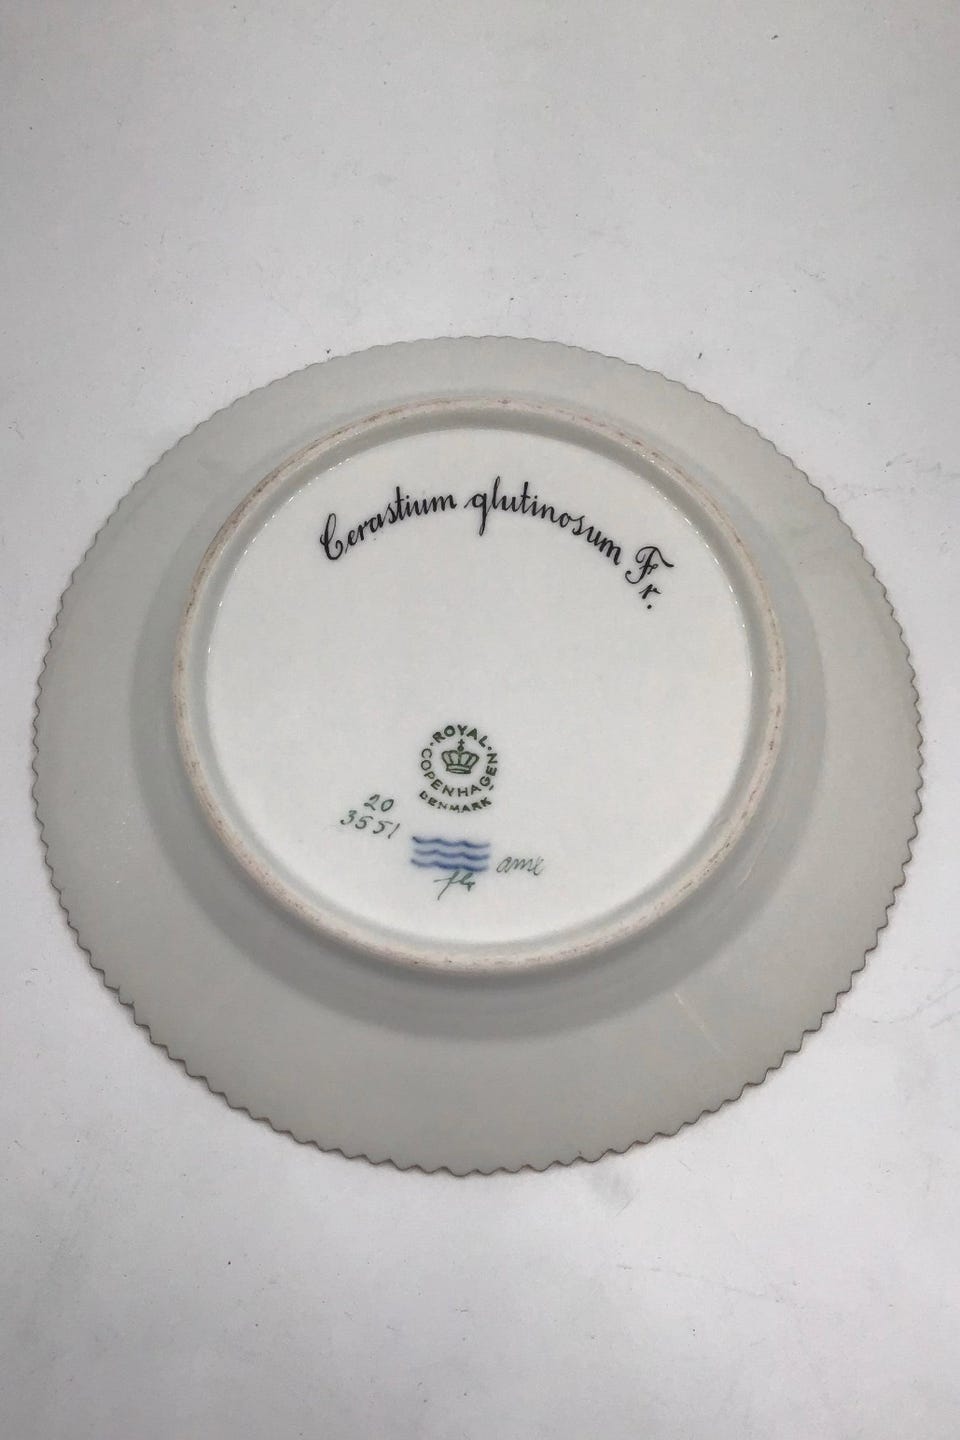 Cerastium glutinosum Fr.
ROYAL COPENHAGEN
DENMARK
20
3551